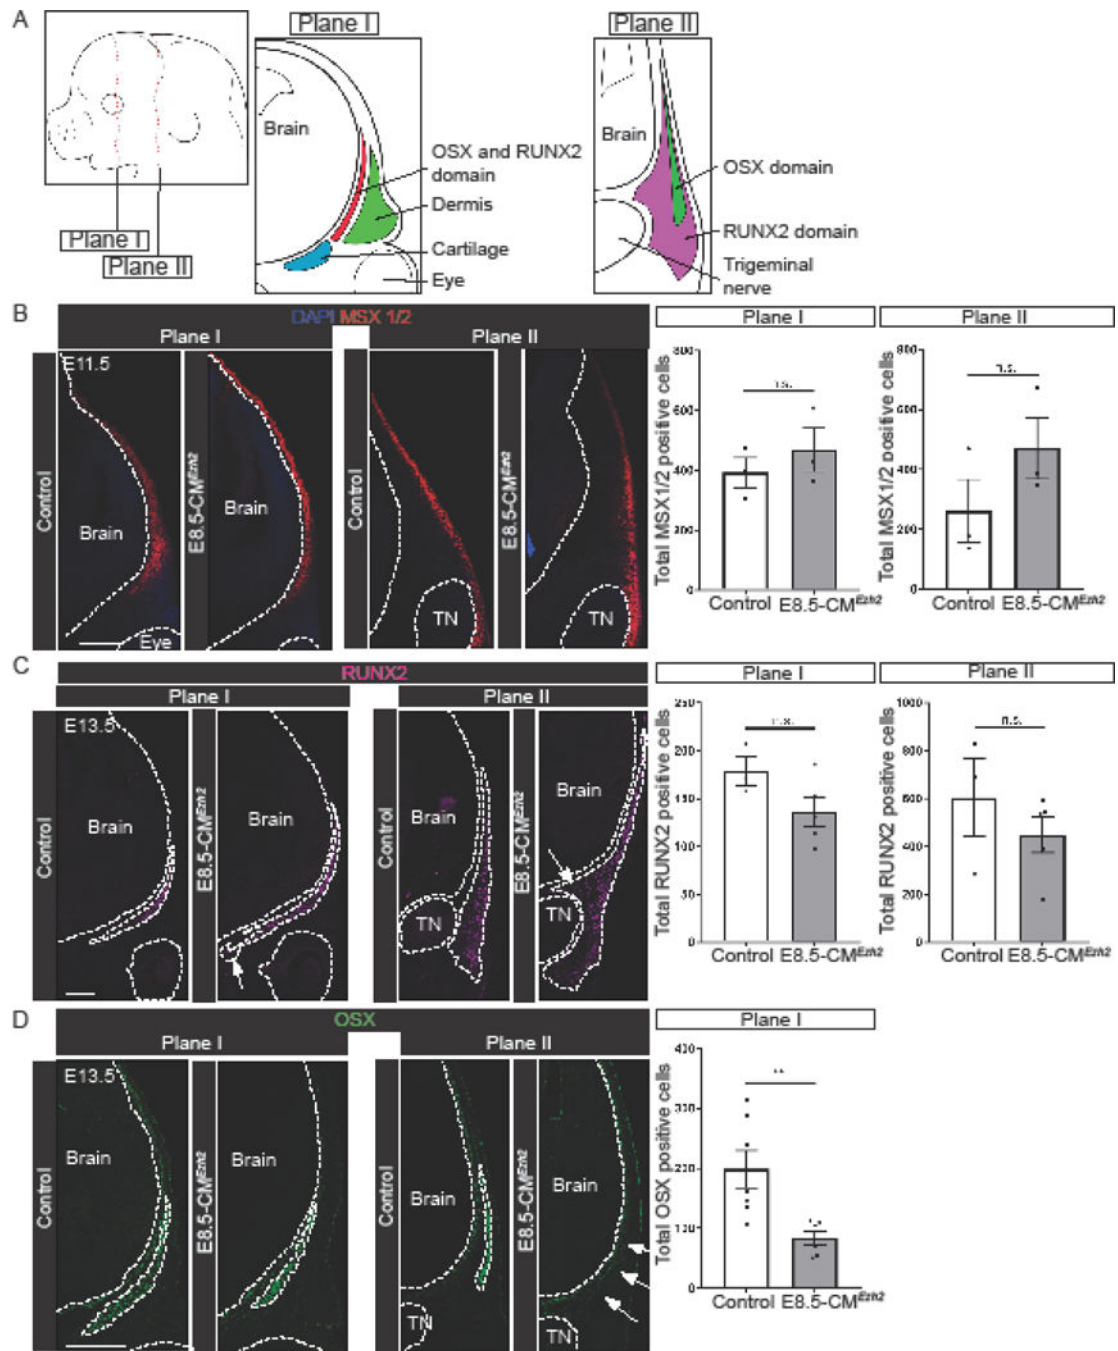 A
Plane I
Plane II
Brain
OSX and RUNX2
domain
Dermis
Cartilage
Eye
Plane I
Plane II
Brain
OSX domain
RUNX2 domain
Trigeminal
nerve
B
DAPI MSX 1/2
Plane I
Plane II
Control
E11.5
Brain
Eye
E8.5-CMEzh2
Brain
Control
TN
E8.5-CMEzh2
TN
Plane I
Total MSX1/2 positive cells
800
600
400
200
0
n.s.
Control
E8.5-CMEzh2
Plane II
Total MSX1/2 positive cells
800
600
400
200
0
n.s.
Control
E8.5-CMEzh2
C
RUNX2
Plane I
Plane II
Control
E13.5
Brain
E8.5-CMEzh2
Brain
Control
Brain
TN
E8.5-CMEzh2
Brain
TN
Plane I
Total RUNX2 positive cells
250
200
150
100
50
0
n.s.
Control
E8.5-CMEzh2
Plane II
Total RUNX2 positive cells
1000
800
600
400
200
0
n.s.
Control
E8.5-CMEzh2
D
OSX
Plane I
Plane II
Control
E13.5
Brain
E8.5-CMEzh2
Brain
Control
Brain
TN
E8.5-CMEzh2
Brain
TN
Plane I
Total OSX positive cells
0
**
Control
E8.5-CMEzh2